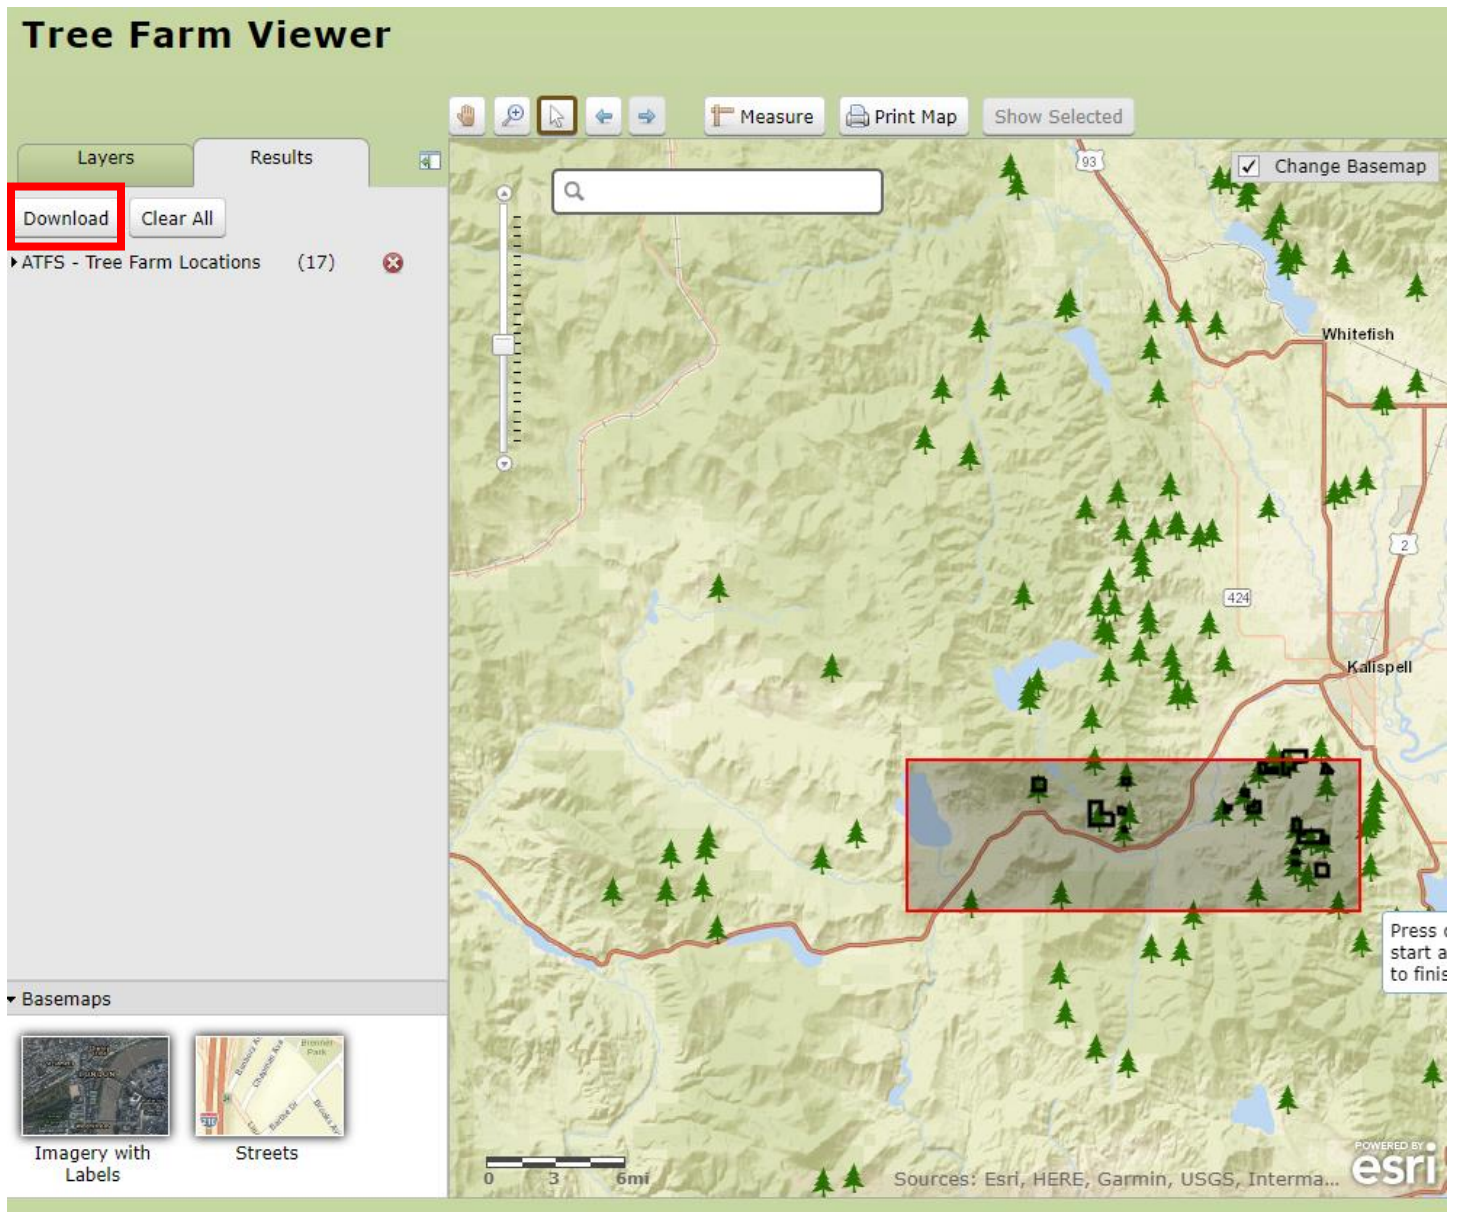 Tree Farm Viewer
Measure
Print Map
Show Selected
Layers
Results
Change Basemap
Download
Clear All
ATFS - Tree Farm Locations (17)
93
Whitefish
2
424
Kalispell
Press
start a
to finis
Basemaps
Imagery with
Labels
Streets
0 3 6mi
Sources: Esri, HERE, Garmin, USGS, Interma...
POWERED BY
esri